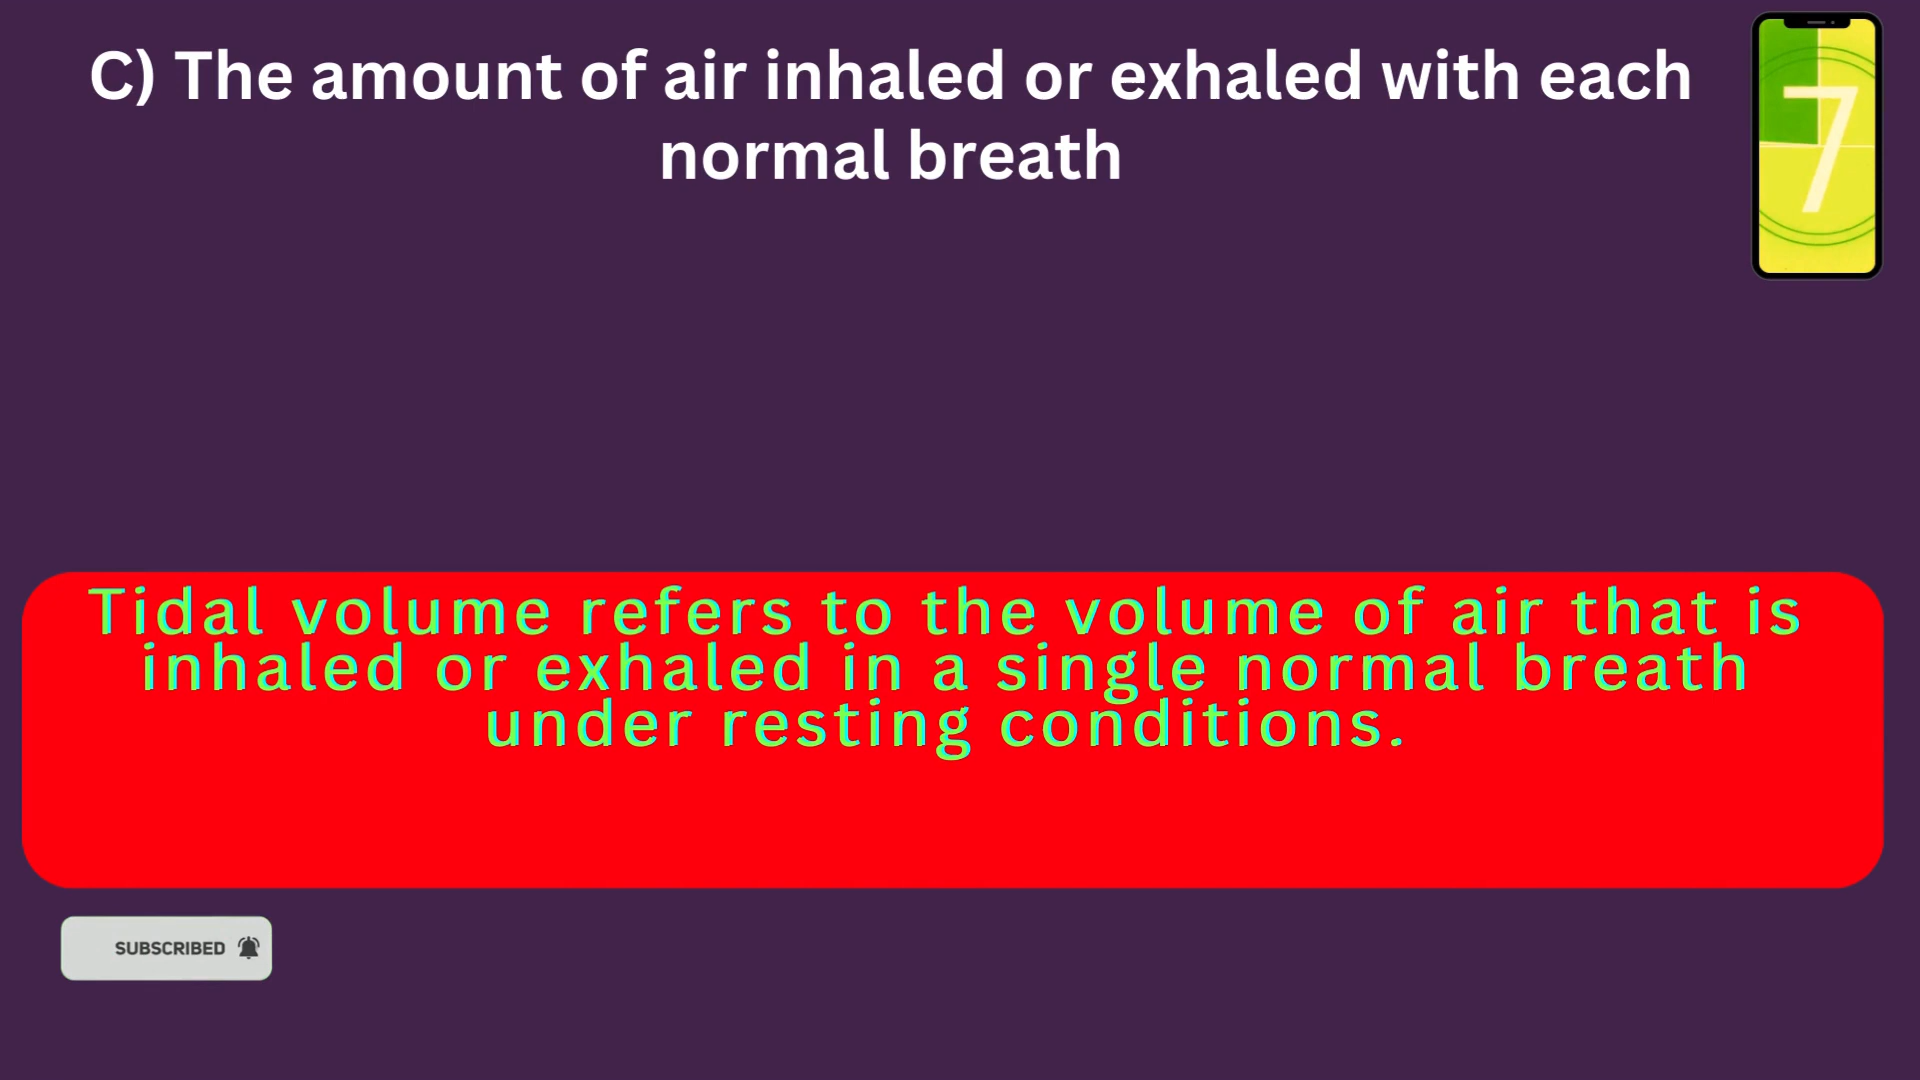 C) The amount of air inhaled or exhaled with each
normal breath
7
Tidal volume refers to the volume of air that is
inhaled or exhaled in a single normal breath
under resting conditions.
SUBSCRIBED